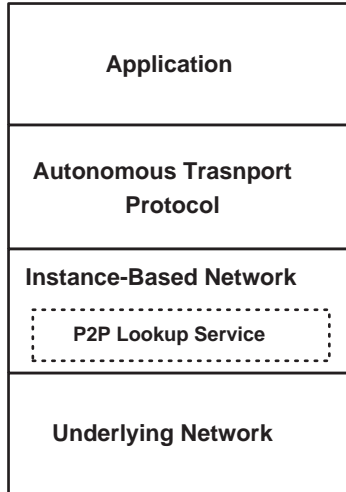 Application
Autonomous Trasnport
Protocol
Instance-Based Network
P2P Lookup Service
Underlying Network